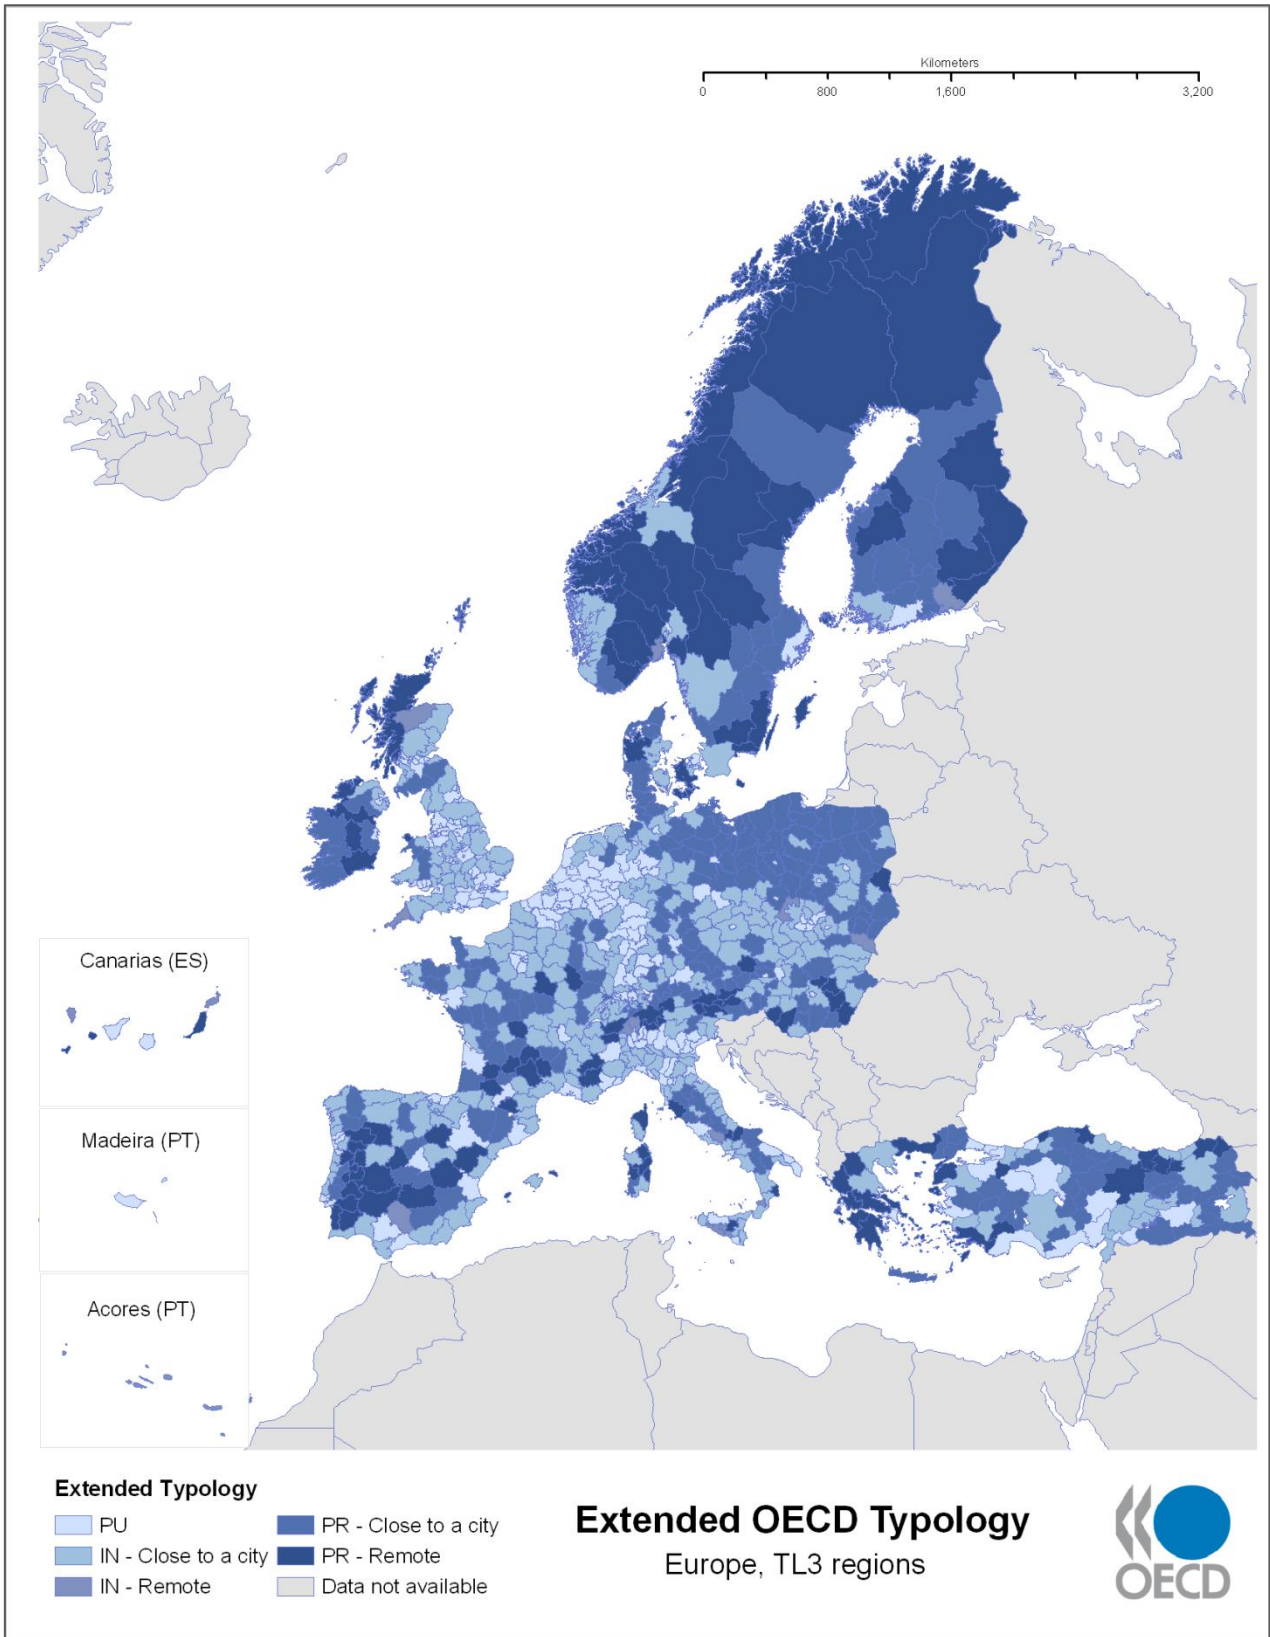 Kilometers
0 800 1,600 3,200
Canarias (ES)
Madeira (PT)
Acores (PT)
Extended Typology
PU
IN - Close to a city
IN - Remote
PR - Close to a city
PR - Remote
Data not available
Extended OECD Typology
Europe, TL3 regions
OECD